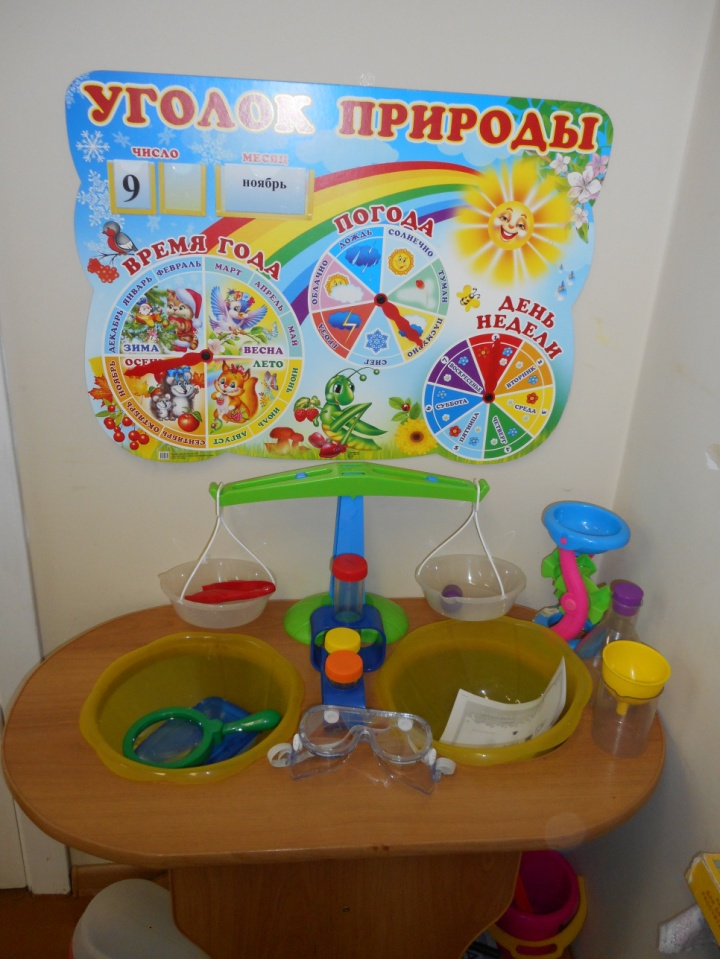 УГОЛОК ПРИРОДЫ
ЧИСЛО
МЕСЯЦ
9
ноябрь
ВРЕМЯ ГОДА
ДЕКАБРЬ
ЯНВАРЬ
ФЕВРАЛЬ
МАРТ
АПРЕЛЬ
МАЙ
ИЮНЬ
ИЮЛЬ
АВГУСТ
СЕНТЯБРЬ
ОКТЯБРЬ
НОЯБРЬ
ЗИМА
ВЕСНА
ОСЕНЬ
ЛЕТО
ПОГОДА
ДОЖДЬ
СОЛНЕЧНО
ТУМАН
ПАСМУРНО
СНЕГ
ГРОЗА
ОБЛАЧНО
ДЕНЬ
НЕДЕЛИ
ВТОРНИК
СРЕДА
ЧЕТВЕРГ
ПЯТНИЦА
СУББОТА
ВОСКРЕСЕНЬЕ